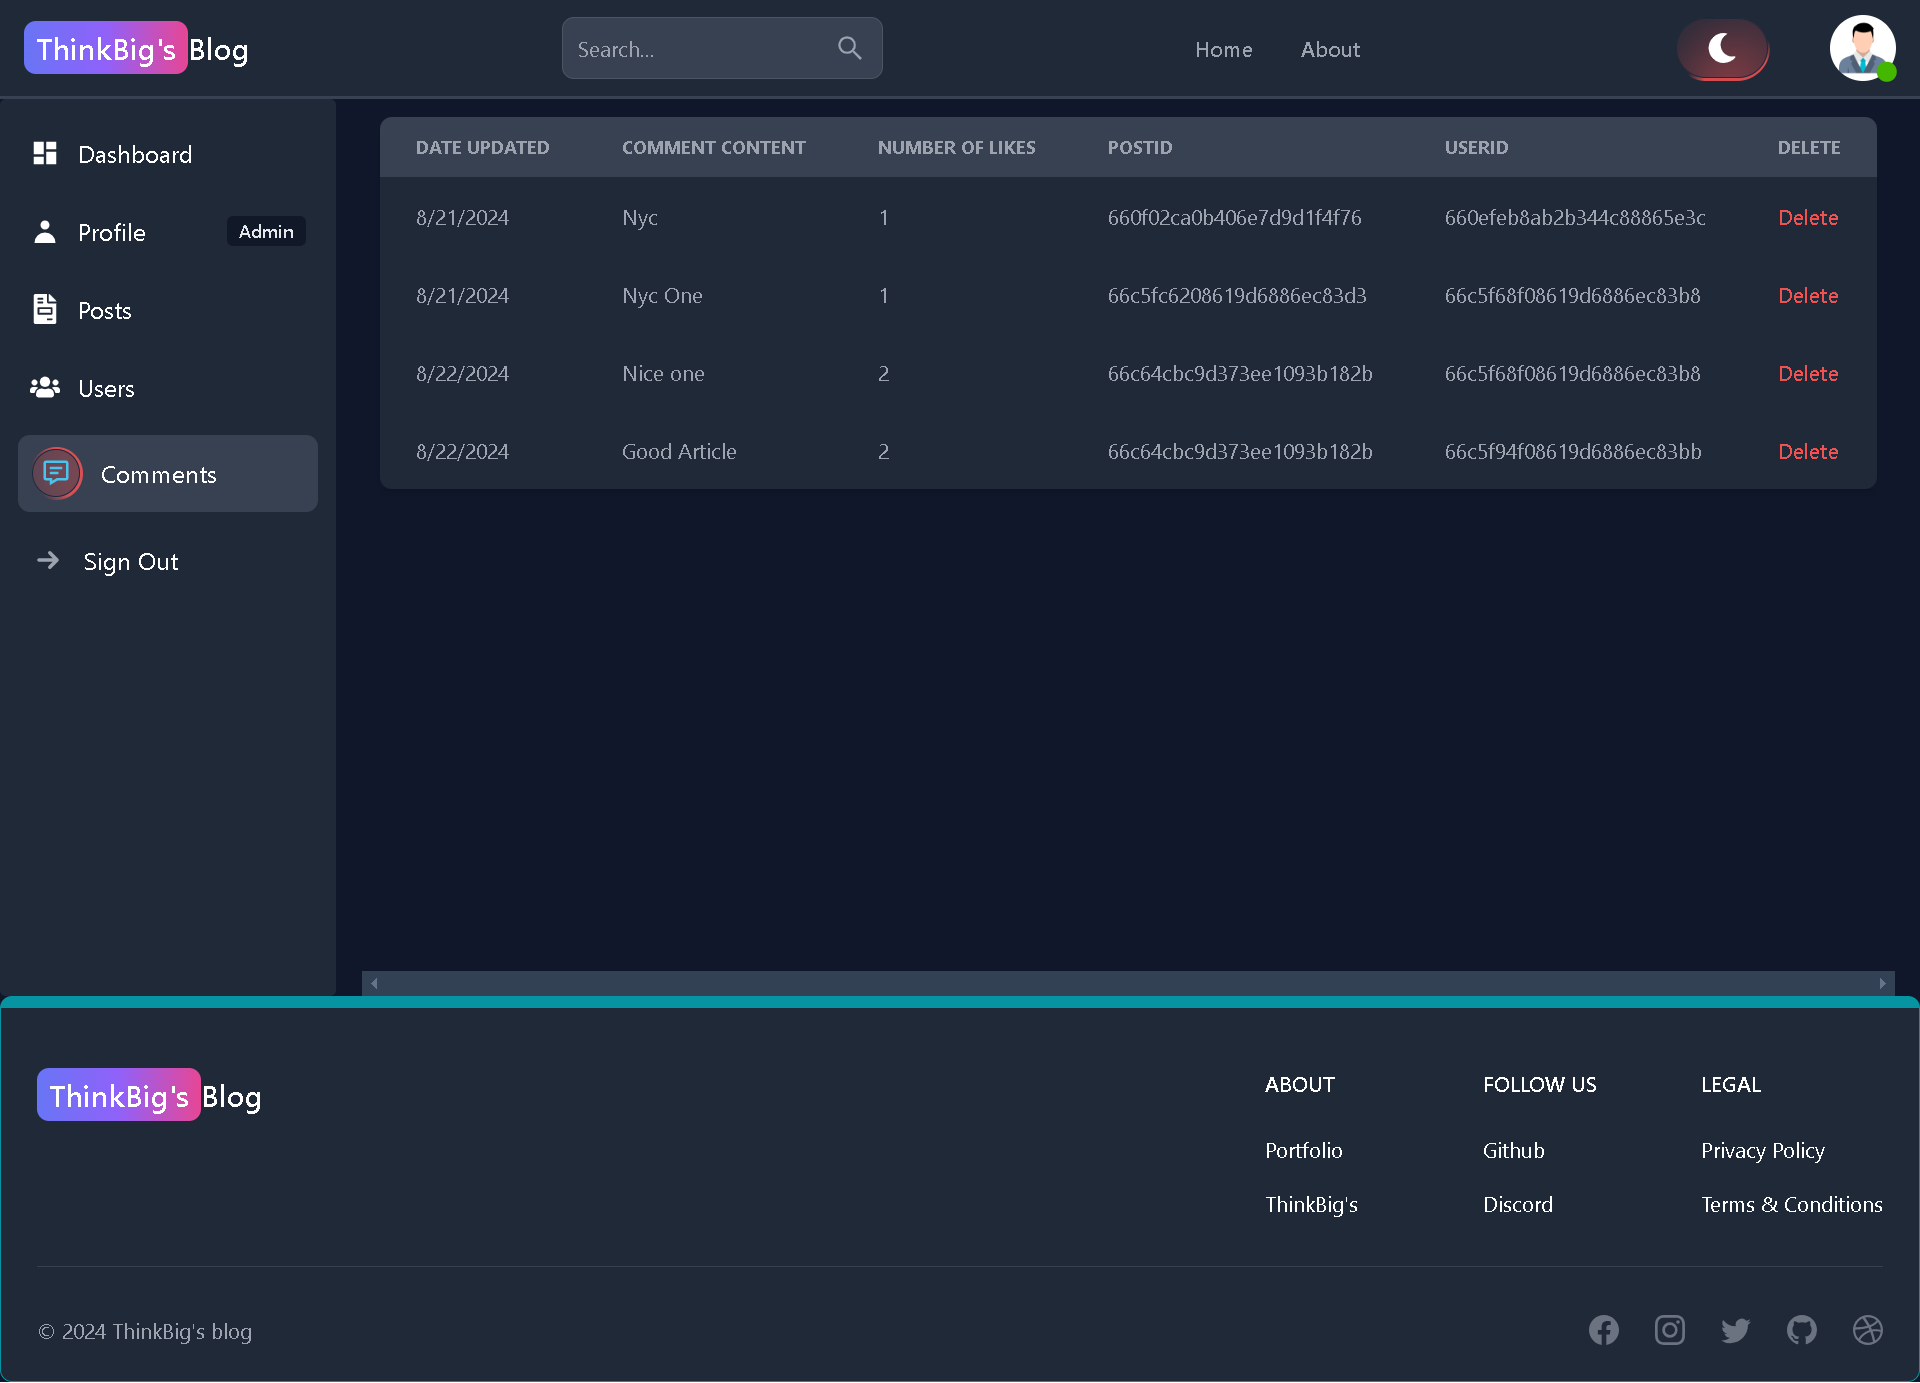 ThinkBig's Blog
Search...
Home About
Dashboard
Profile Admin
Posts
Users
Comments
Sign Out
DATE UPDATED COMMENT CONTENT NUMBER OF LIKES POSTID USERID DELETE
8/21/2024 Nyc 1 660f02ca0b406e7d9d1f4f76 660efeb8ab2b344c88865e3c Delete
8/21/2024 Nyc One 1 66c5fc6208619d6886ec83d3 66c5f68f08619d6886ec83b8 Delete
8/22/2024 Nice one 2 66c64cbc9d373ee1093b182b 66c5f68f08619d6886ec83b8 Delete
8/22/2024 Good Article 2 66c64cbc9d373ee1093b182b 66c5f94f08619d6886ec83bb Delete
ThinkBig's Blog
ABOUT
Portfolio
ThinkBig's
FOLLOW US
Github
Discord
LEGAL
Privacy Policy
Terms & Conditions
© 2024 ThinkBig's blog